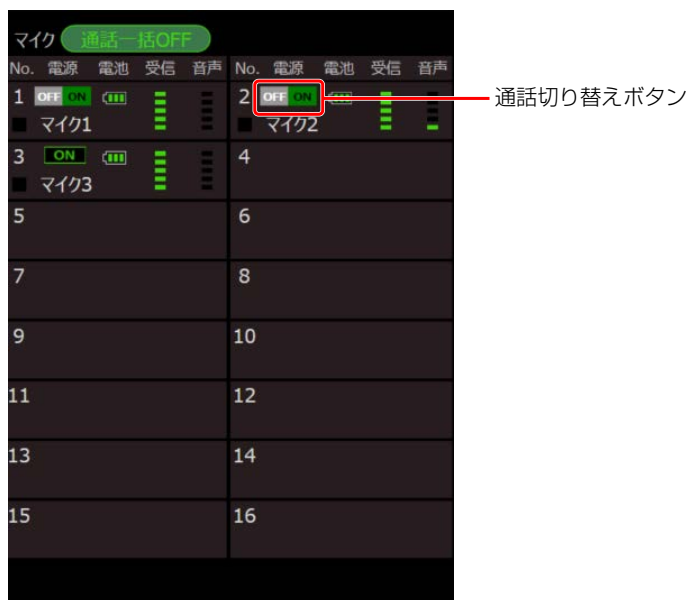 マイク 通話一括OFF
No. 電源 電池 受信 音声 No. 電源 電池 受信 音声
1 OFF ON 2 OFF ON 通話切り替えボタン
マイク1 マイク2
3 ON 4
マイク3
5 6
7 8
9 10
11 12
13 14
15 16